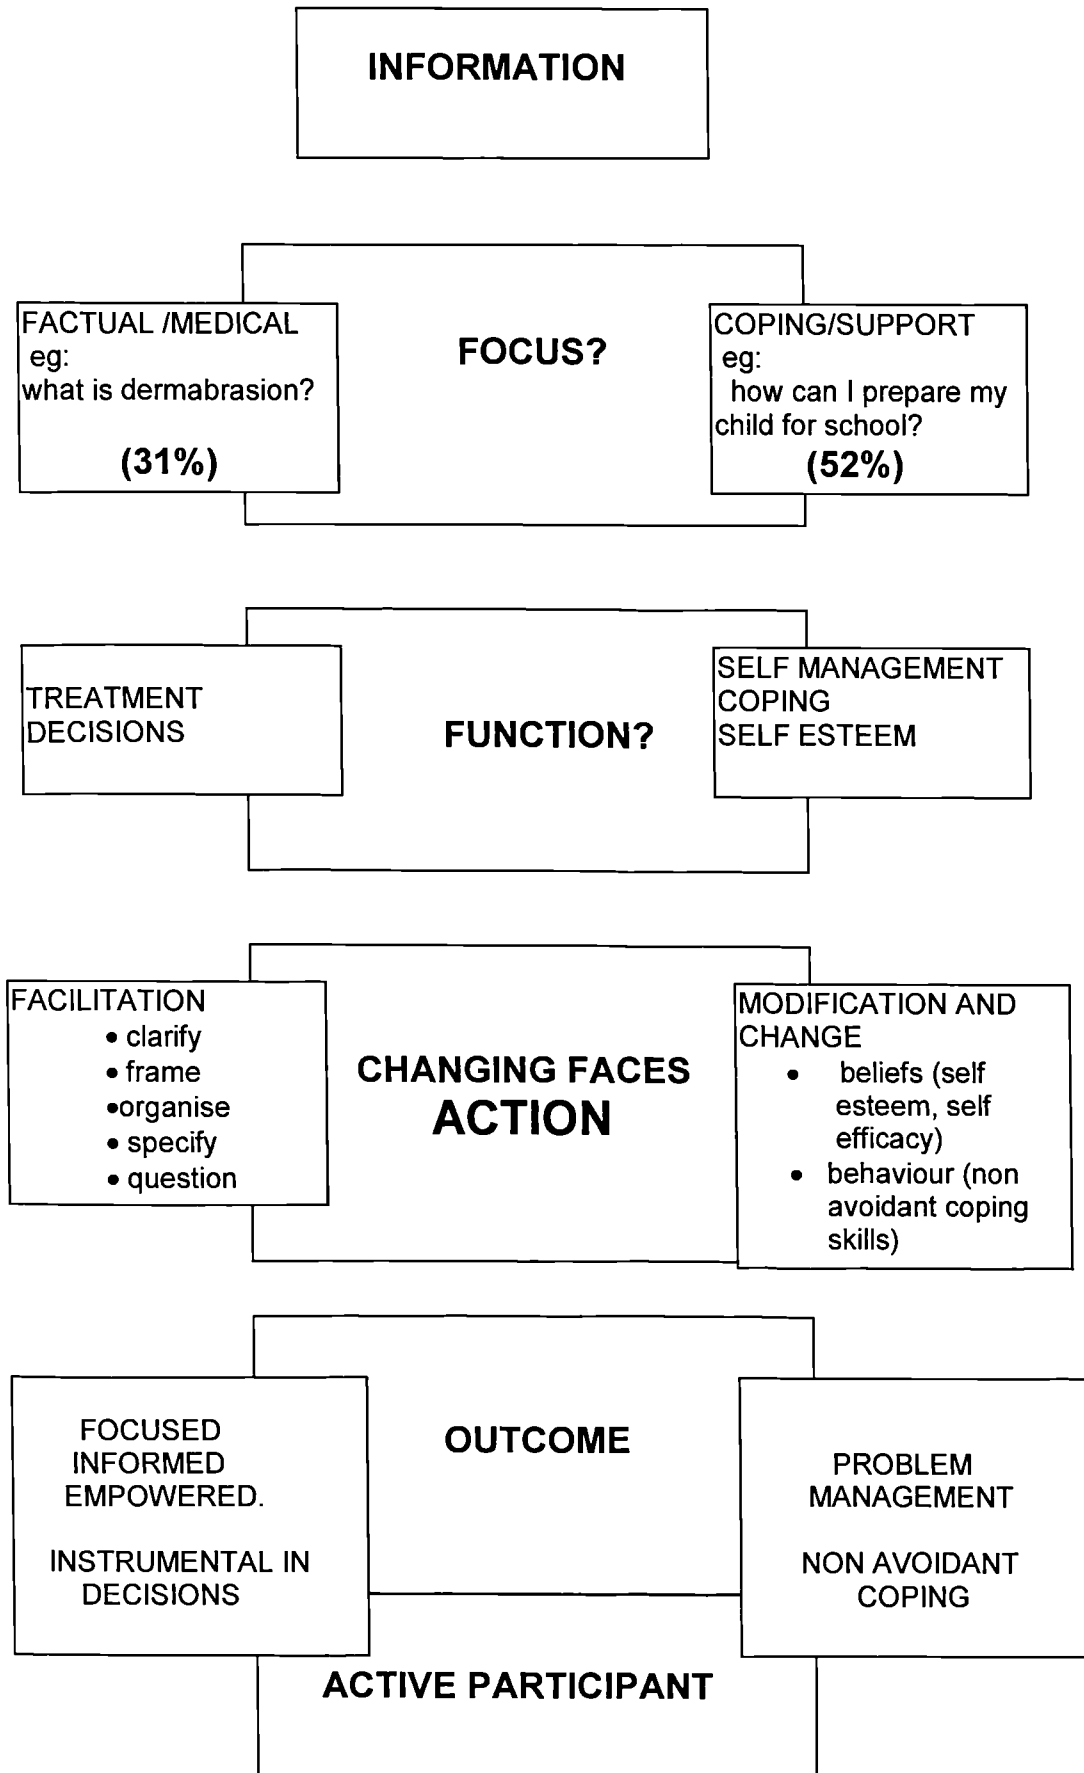 INFORMATION
FACTUAL /MEDICAL
eg:
what is dermabrasion?
(31%)
FOCUS?
COPING/SUPPORT
eg:
how can I prepare my
child for school?
(52%)
TREATMENT
DECISIONS
FUNCTION?
SELF MANAGEMENT
COPING
SELF ESTEEM
FACILITATION
• clarify
• frame
•organise
• specify
• question
CHANGING FACES
ACTION
MODIFICATION AND
CHANGE
• beliefs (self
esteem, self
efficacy)
• behaviour (non
avoidant coping
skills)
FOCUSED
INFORMED
EMPOWERED.
INSTRUMENTAL IN
DECISIONS
OUTCOME
PROBLEM
MANAGEMENT
NON AVOIDANT
COPING
ACTIVE PARTICIPANT